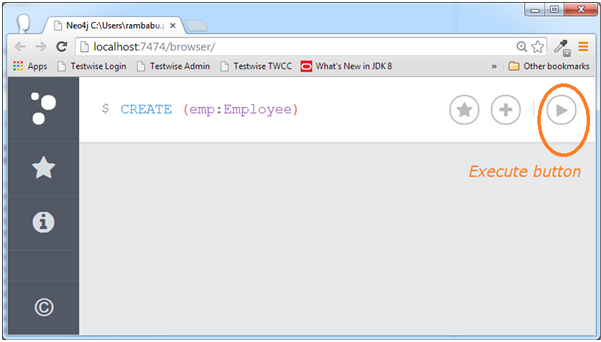 Neo4j C:\Users\rambabu.p
localhost:7474/browser/
Apps Testwise Login Testwise Admin Testwise TWCC What's New in JDK 8 » Other bookmarks
$ CREATE (emp:Employee)
Execute button
©